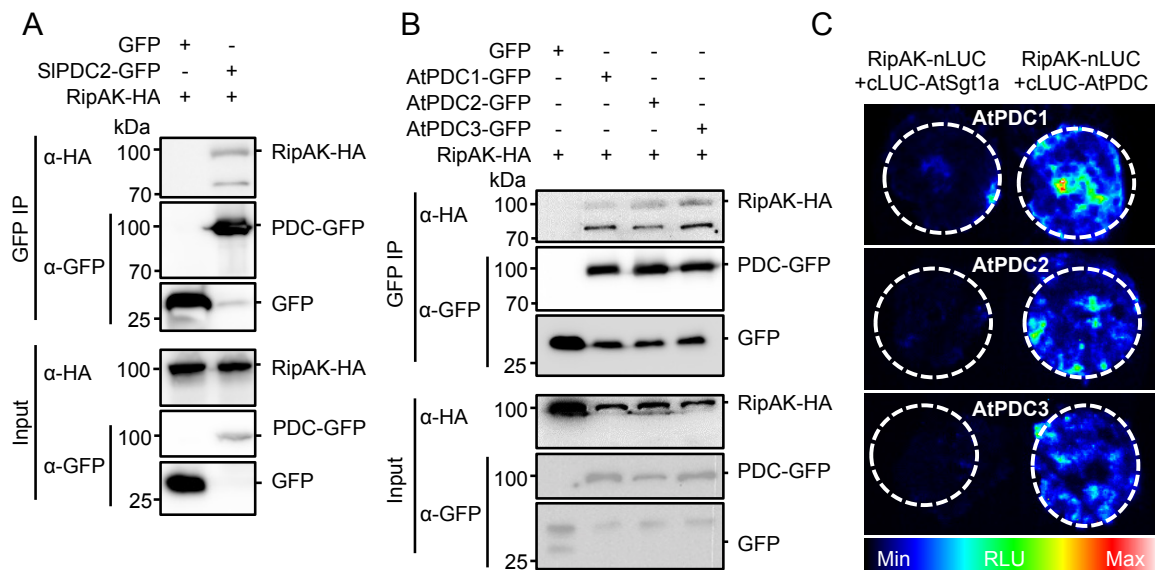 A
GFP + -
SlPDC2-GFP - +
RipAK-HA + +
kDa
GFP IP
α-HA
100
70
RipAK-HA
α-GFP
100
70
PDC-GFP
25
GFP
Input
α-HA
100
RipAK-HA
α-GFP
100
PDC-GFP
25
GFP
B
GFP + - - -
AtPDC1-GFP - + - -
AtPDC2-GFP - - + -
AtPDC3-GFP - - - +
RipAK-HA + + + +
kDa
GFP IP
α-HA
100
70
RipAK-HA
α-GFP
100
70
PDC-GFP
25
GFP
Input
α-HA
100
RipAK-HA
α-GFP
100
PDC-GFP
25
GFP
C
RipAK-nLUC RipAK-nLUC
+cLUC-AtSgt1a +cLUC-AtPDC
AtPDC1
AtPDC2
AtPDC3
Min RLU Max